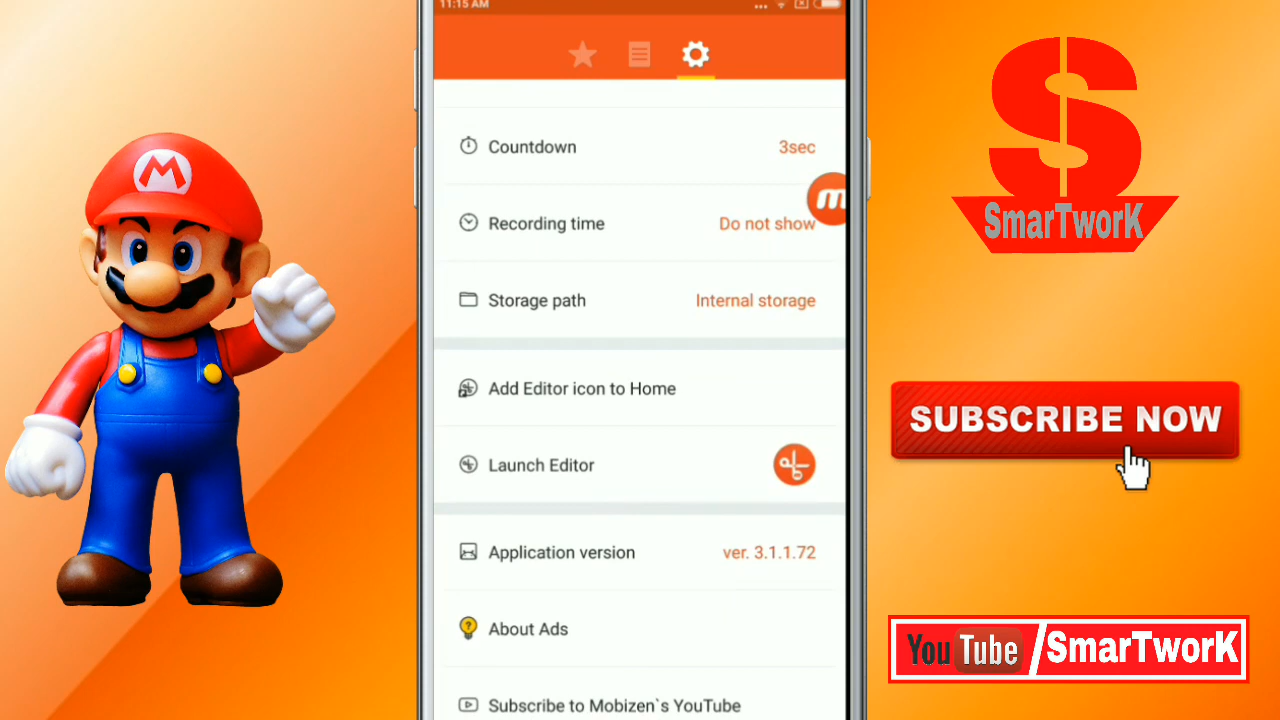 11:15 AM
Countdown 3sec
Recording time Do not show
m
Storage path Internal storage
Add Editor icon to Home
Launch Editor
Application version ver. 3.1.1.72
? About Ads
Subscribe to Mobizen`s YouTube
M
S
SmarTworK
SUBSCRIBE NOW
YouTube/SmarTworK